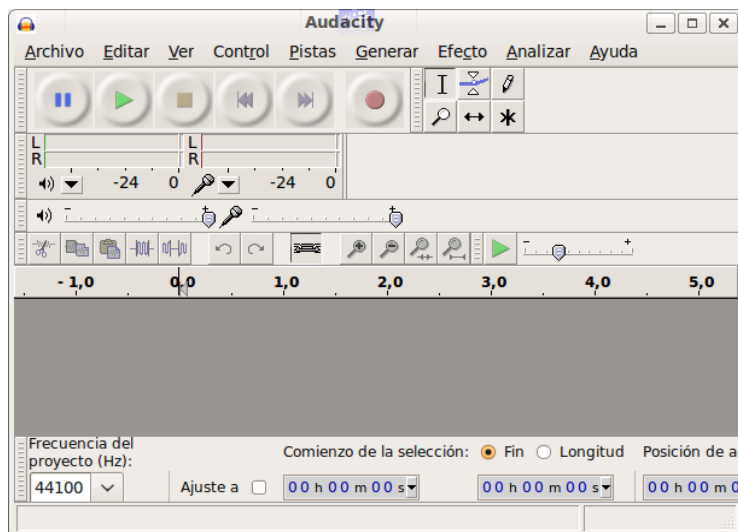 Audacity
Archivo Editar Ver Control Pistas Generar Efecto Analizar Ayuda
L L
R R
-24 0 -24 0
- + - +
- +
- 1,0 0,0 1,0 2,0 3,0 4,0 5,0
Frecuencia del
proyecto (Hz):
Comienzo de la selección: Fin Longitud Posición de a
44100 Ajuste a 00 h 00 m 00 s 00 h 00 m 00 s 00 h 00 m 0